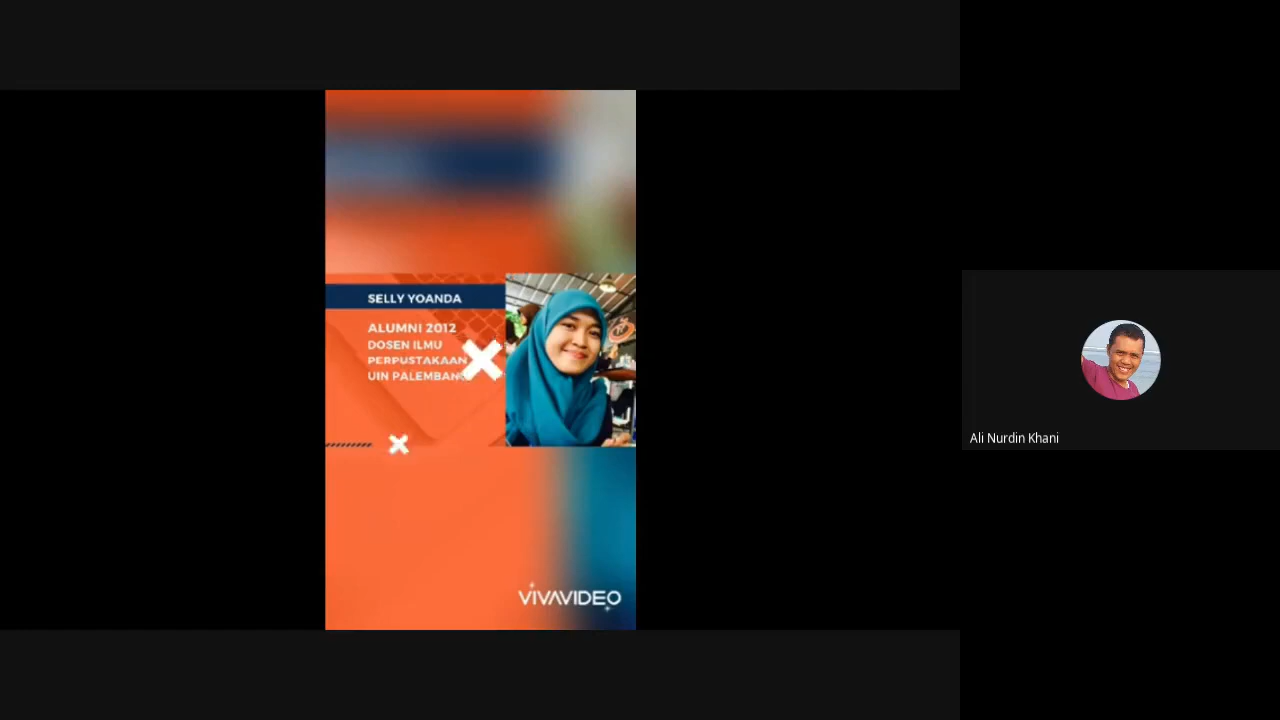 SELLY YOANDA
ALUMNI 2012
DOSEN ILMU
PERPUSTAKAAN
UIN PALEMBANG
VIVAVIDEO
Ali Nurdin Khani